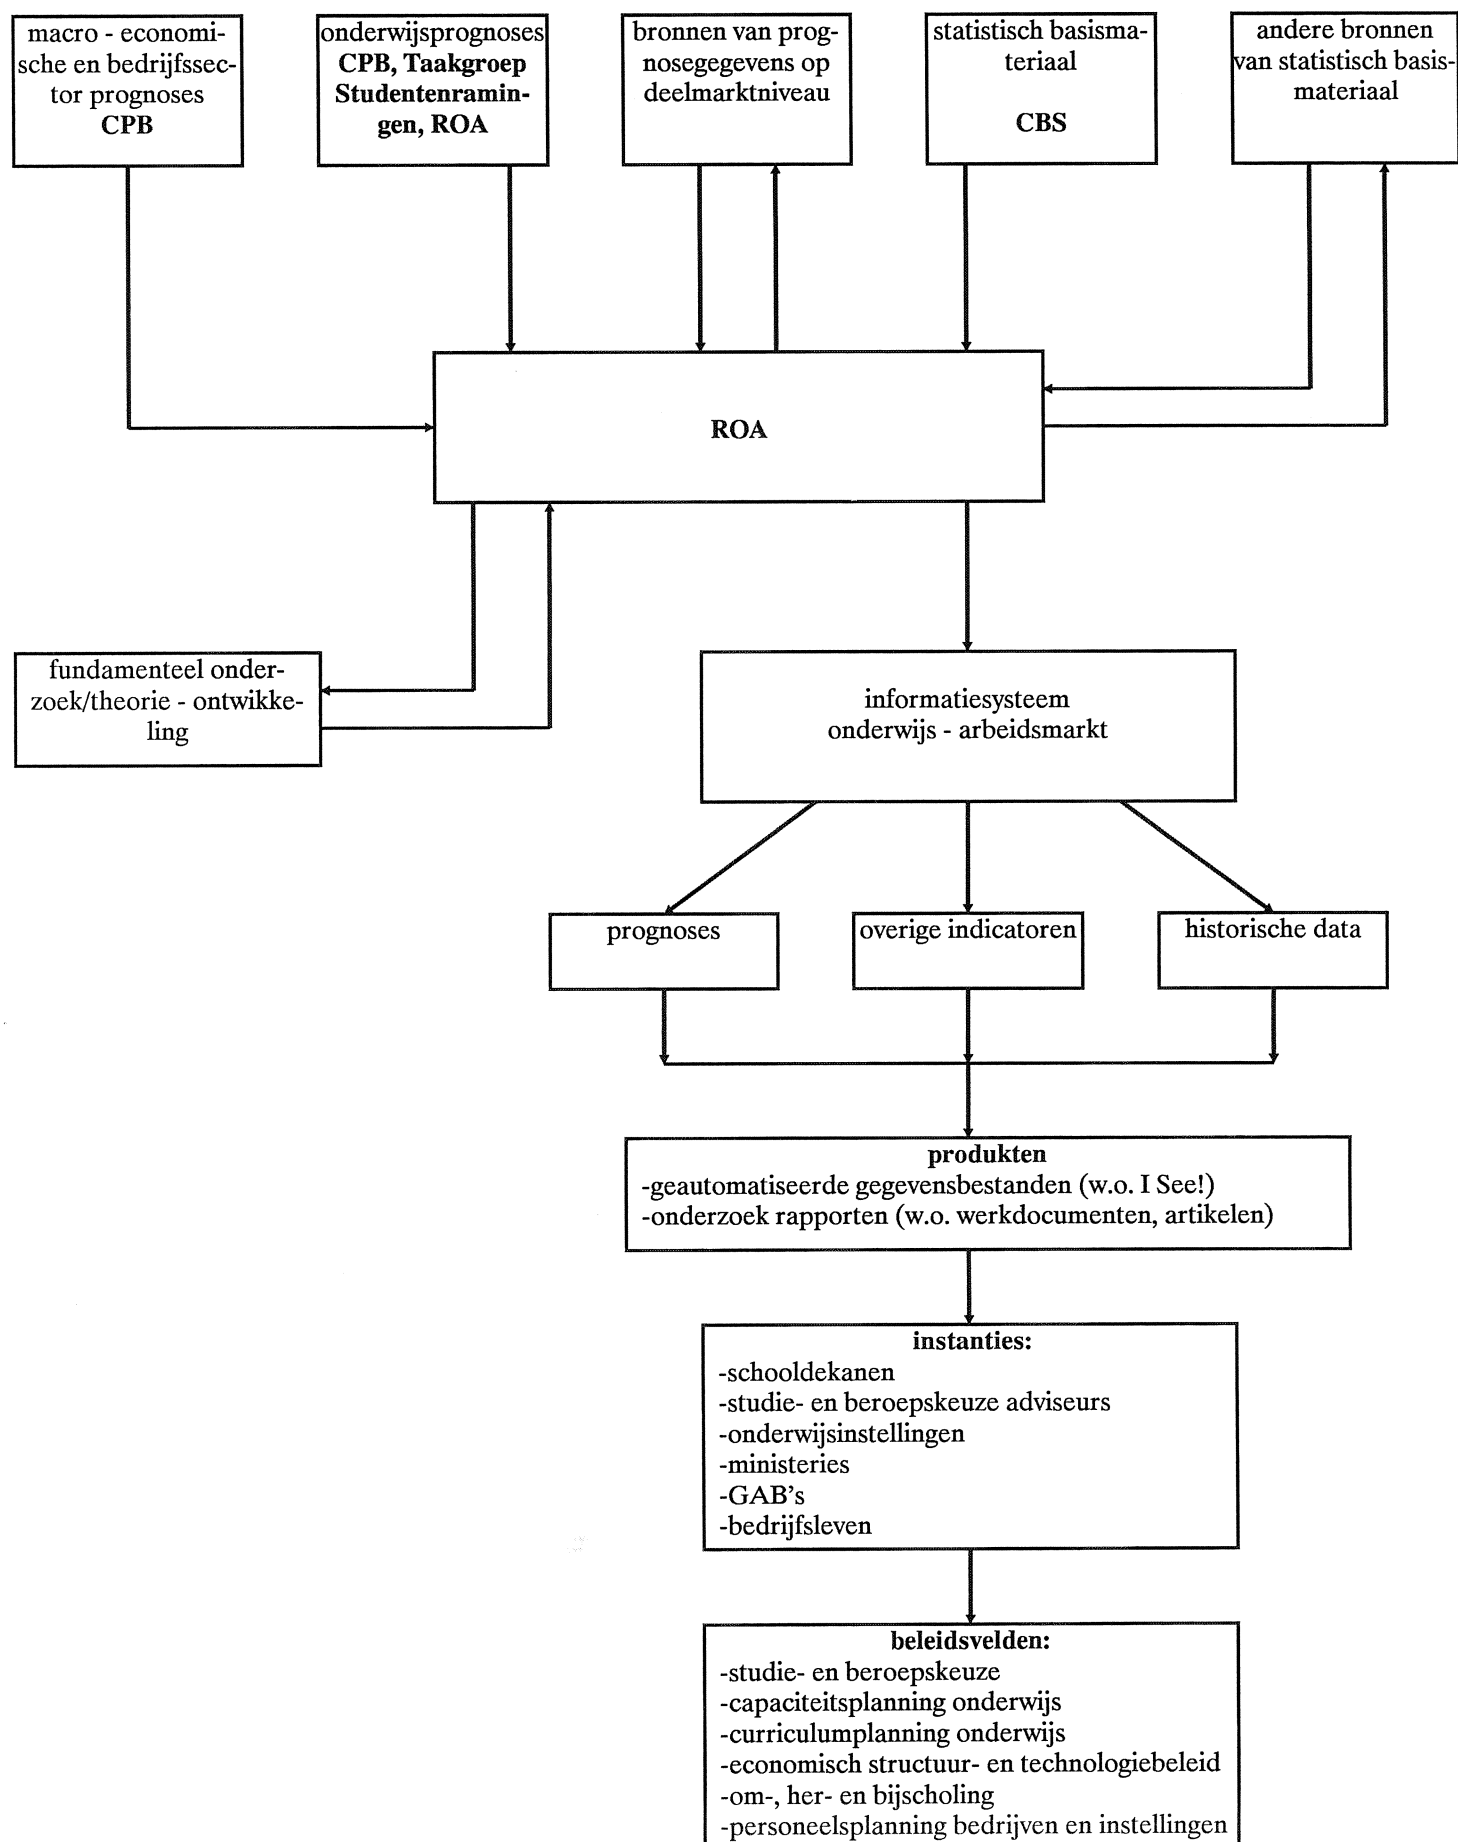 macro - economi-
sche en bedrijfssec-
tor prognoses
CPB
onderwijsprognoses
CPB, Taakgroep
Studentenramin-
gen, ROA
bronnen van prog-
nosegegevens op
deelmarktniveau
statistisch basisma-
teriaal
CBS
andere bronnen
van statistisch basis-
materiaal
ROA
fundamenteel onder-
zoek/theorie - ontwikke-
ling
informatiesysteem
onderwijs - arbeidsmarkt
prognoses
overige indicatoren
historische data
produkten
-geautomatiseerde gegevensbestanden (w.o. I See!)
-onderzoek rapporten (w.o. werkdocumenten, artikelen)
instanties:
-schooldekanen
-studie- en beroepskeuze adviseurs
-onderwijsinstellingen
-ministeries
-GAB's
-bedrijfsleven
beleidsvelden:
-studie- en beroepskeuze
-capaciteitsplanning onderwijs
-curriculumplanning onderwijs
-economisch structuur- en technologiebeleid
-om-, her- en bijscholing
-personeelsplanning bedrijven en instellingen